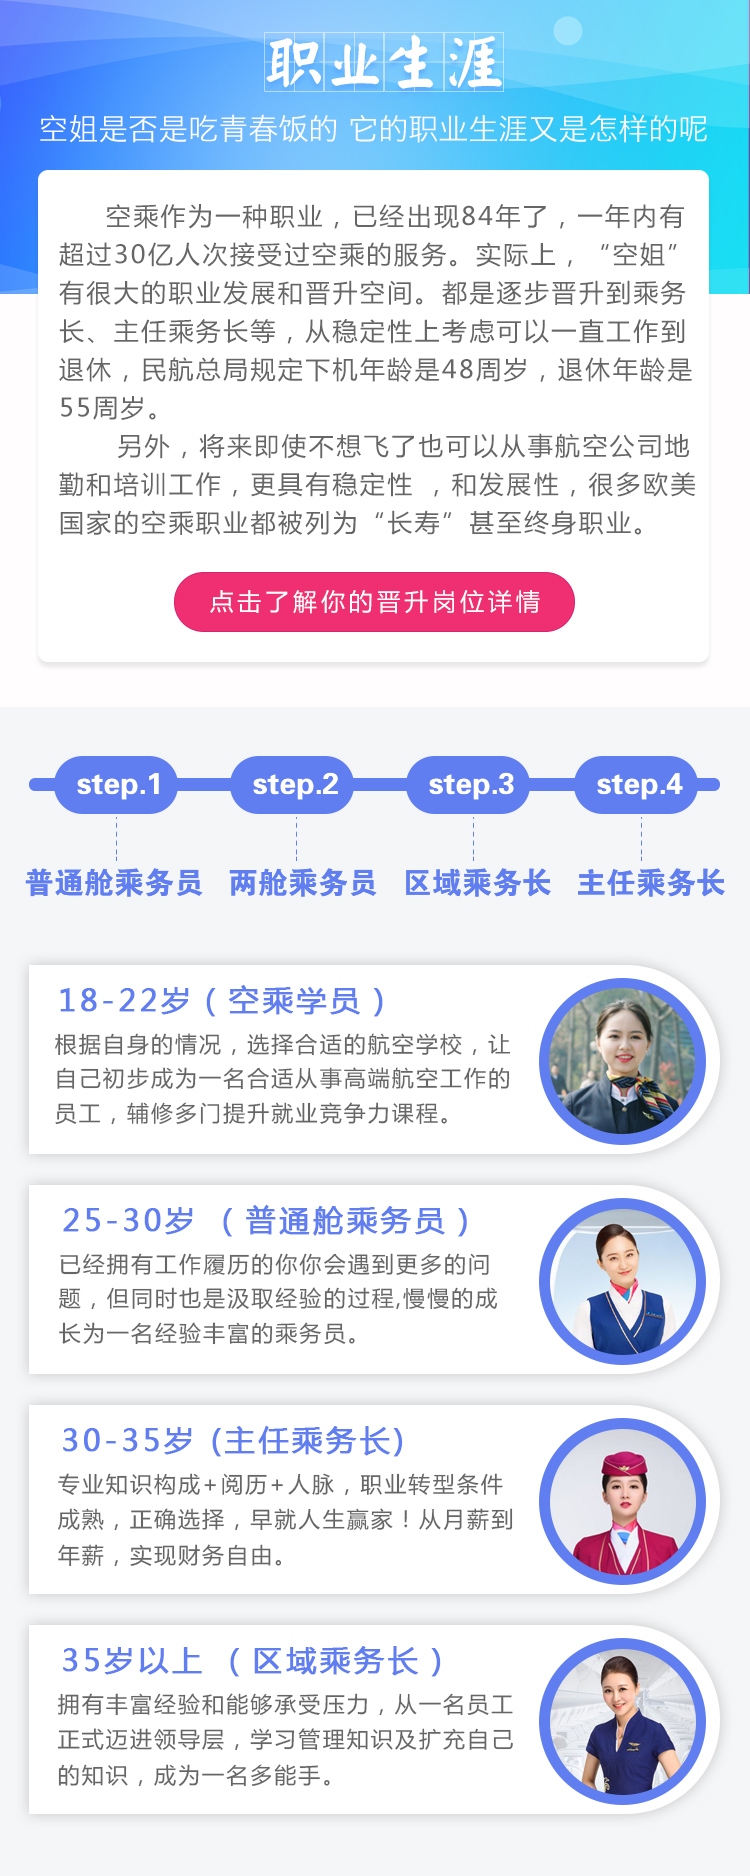 职业生涯
空姐是否是吃青春饭的 它的职业生涯又是怎样的呢
空乘作为一种职业，已经出现84年了，一年内有
超过30亿人次接受过空乘的服务。实际上，“空姐”
有很大的职业发展和晋升空间。都是逐步晋升到乘务
长、主任乘务长等，从稳定性上考虑可以一直工作到
退休，民航总局规定下机年龄是48周岁，退休年龄是
55周岁。
另外，将来即使不想飞了也可以从事航空公司地
勤和培训工作，更具有稳定性 ，和发展性，很多欧美
国家的空乘职业都被列为“长寿”甚至终身职业。
点击了解你的晋升岗位详情
step.1 step.2 step.3 step.4
普通舱乘务员 两舱乘务员 区域乘务长 主任乘务长
18-22岁（空乘学员）
根据自身的情况，选择合适的航空学校，让
自己初步成为一名合适从事高端航空工作的
员工，辅修多门提升就业竞争力课程。
25-30岁 （普通舱乘务员）
已经拥有工作履历的你你会遇到更多的问
题，但同时也是汲取经验的过程,慢慢的成
长为一名经验丰富的乘务员。
30-35岁 (主任乘务长)
专业知识构成+阅历+人脉，职业转型条件
成熟，正确选择，早就人生赢家！从月薪到
年薪，实现财务自由。
35岁以上 （区域乘务长）
拥有丰富经验和能够承受压力，从一名员工
正式迈进领导层，学习管理知识及扩充自己
的知识，成为一名多能手。